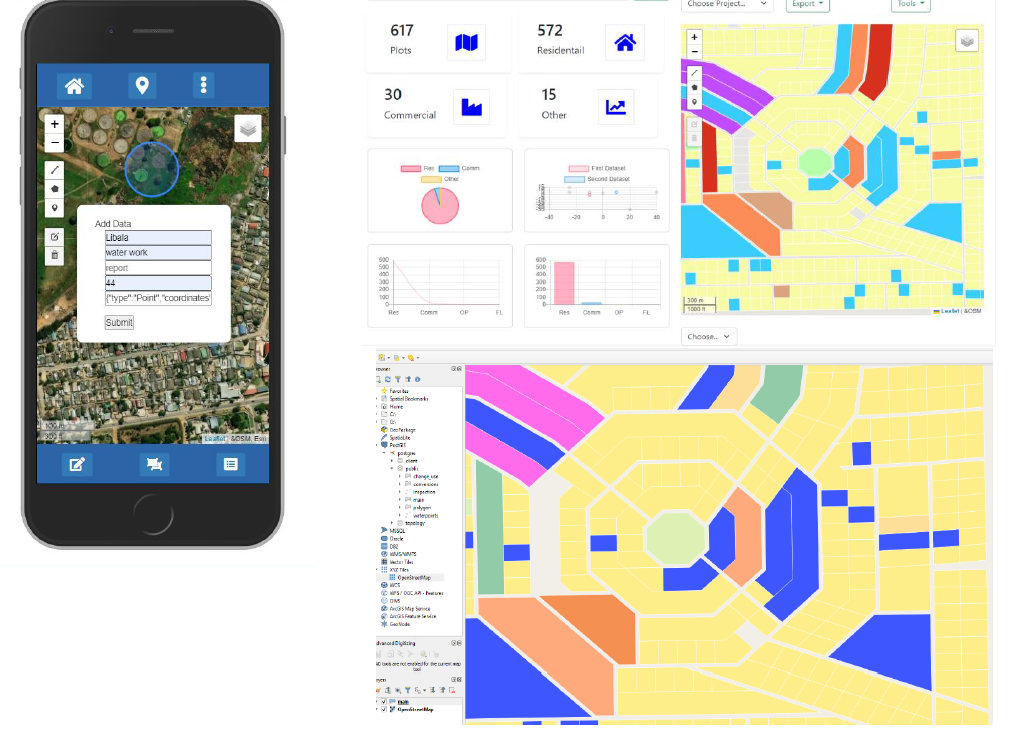 +
−
Add Data
Libala
water work
report
44
{"type":"Point","coordinates"
Submit
100 m
300 ft
Leaflet | &OSM, Esri
617
Plots
572
Residentail
30
Commercial
15
Other
Res
Comm
Other
First Dataset
Second Dataset
-40
-20
0
20
40
600
500
400
300
200
100
0
Res
Comm
OP
FL
600
500
400
300
200
100
0
Res
Comm
OP
FL
Choose Project...
Export
Tools
+
−
300 m
1000 ft
Leaflet | &OSM
Choose...
Favorites
Spatial Bookmarks
Home
C:\
D:\
GeoPackage
SpatiaLite
PostGIS
postgres
client
public
change_use
conversions
inspection
main
polygon
waterpoints
topology
MSSQL
Oracle
DB2
WMS/WMTS
Vector Tiles
XYZ Tiles
OpenStreetMap
WCS
WFS / OGC API - Features
OWS
ArcGIS Map Service
ArcGIS Feature Service
GeoNode
Advanced Digitizing
tools are not enabled for the current map
tool
main
OpenStreetMap